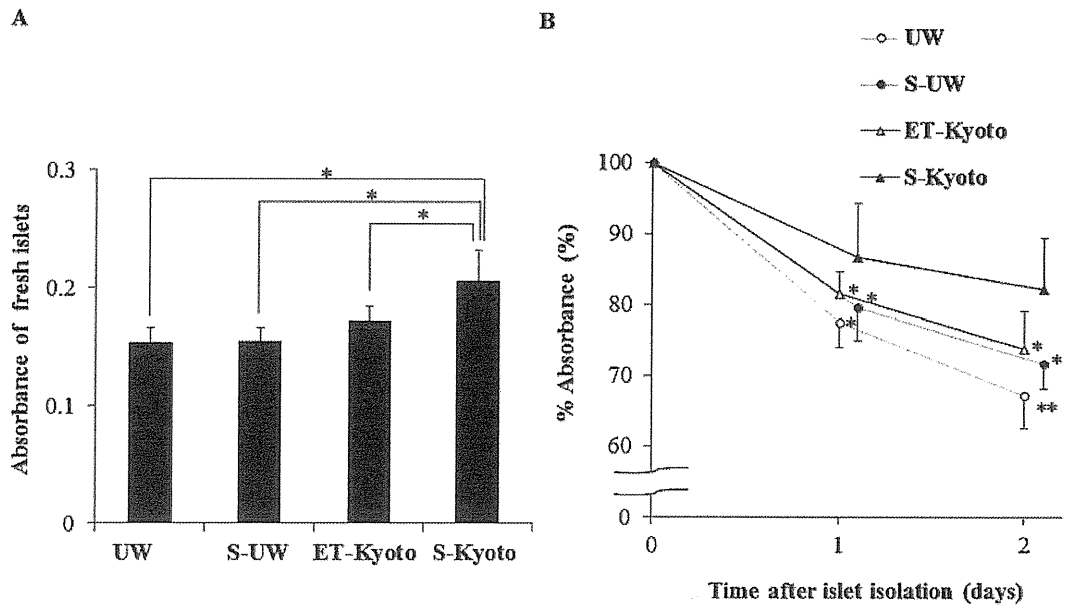 A
Absorbance of fresh islets
0.3
0.2
0.1
0
*
*
*
UW
S-UW
ET-Kyoto
S-Kyoto
B
UW
S-UW
ET-Kyoto
S-Kyoto
% Absorbance (%)
100
90
80
70
60
0
* *
*
*
*
**
0
1
2
Time after islet isolation (days)